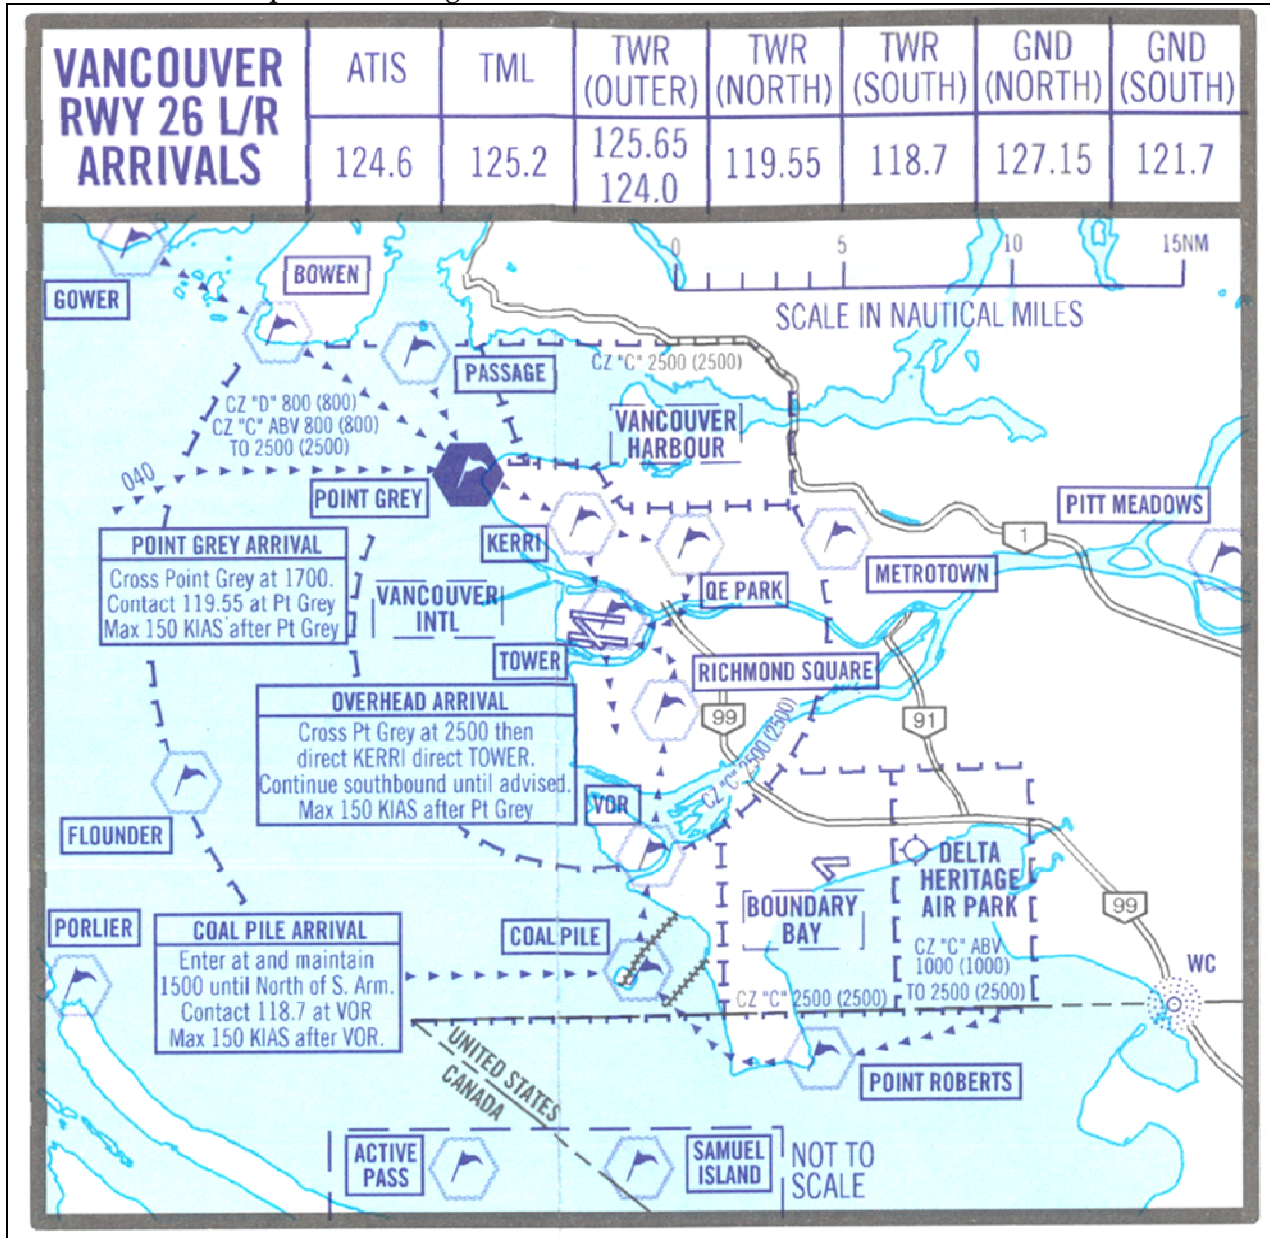 VANCOUVER
RWY 26 L/R
ARRIVALS
ATIS
124.6
TML
125.2
TWR
(OUTER)
125.65
124.0
TWR
(NORTH)
119.55
TWR
(SOUTH)
118.7
GND
(NORTH)
127.15
GND
(SOUTH)
121.7
0 5 10 15NM
SCALE IN NAUTICAL MILES
GOWER
BOWEN
PASSAGE
CZ "C" 2500 (2500)
CZ "D" 800 (800)
CZ "C" ABV 800 (800)
TO 2500 (2500)
VANCOUVER
HARBOUR
040
POINT GREY
PITT MEADOWS
1
KERRI
METROTOWN
QE PARK
POINT GREY ARRIVAL
Cross Point Grey at 1700.
Contact 119.55 at Pt Grey
Max 150 KIAS after Pt Grey
VANCOUVER
INTL
TOWER
RICHMOND SQUARE
OVERHEAD ARRIVAL
Cross Pt Grey at 2500 then
direct KERRI direct TOWER.
Continue southbound until advised.
Max 150 KIAS after Pt Grey
99
91
CZ "C" 2500 (2500)
VOR
FLOUNDER
DELTA
HERITAGE
AIR PARK
BOUNDARY
BAY
99
PORLIER
COAL PILE ARRIVAL
Enter at and maintain
1500 until North of S. Arm.
Contact 118.7 at VOR
Max 150 KIAS after VOR.
COAL PILE
CZ "C" ABV
1000 (1000)
TO 2500 (2500)
CZ "C" 2500 (2500)
WC
UNITED STATES
CANADA
POINT ROBERTS
ACTIVE
PASS
SAMUEL
ISLAND
NOT TO
SCALE